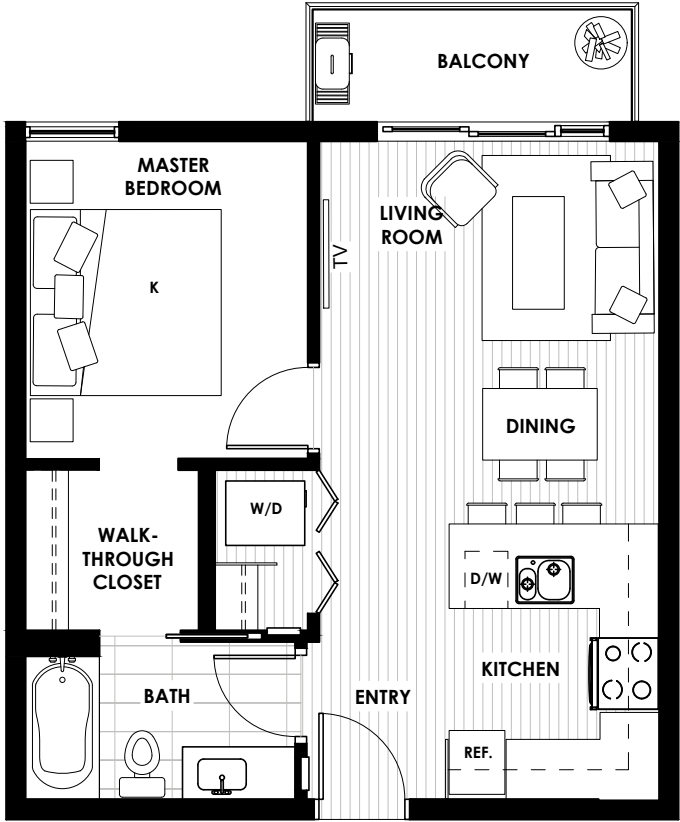 BALCONY
MASTER
BEDROOM
LIVING
ROOM
TV
K
DINING
W/D
WALK-
THROUGH
CLOSET
D/W
KITCHEN
BATH
ENTRY
REF.